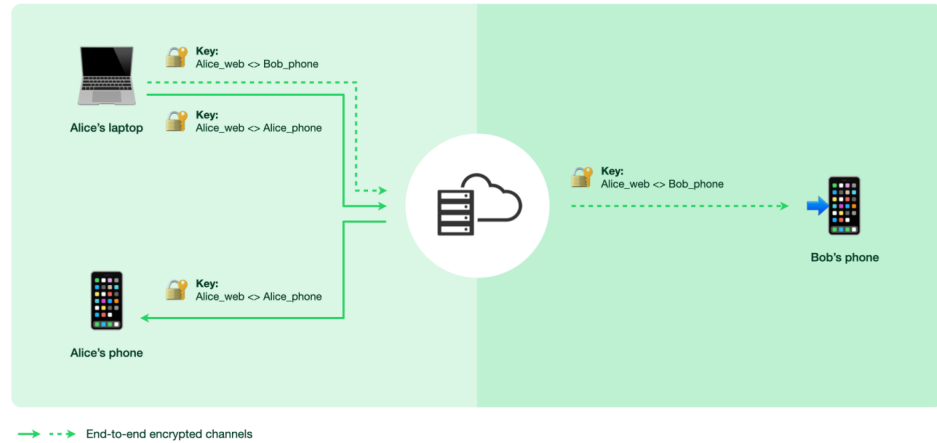 Key:
Alice_web <> Bob_phone
Alice's laptop
Key:
Alice_web <> Alice_phone
Key:
Alice_web <> Bob_phone
Bob's phone
Key:
Alice_web <> Alice_phone
Alice's phone
End-to-end encrypted channels